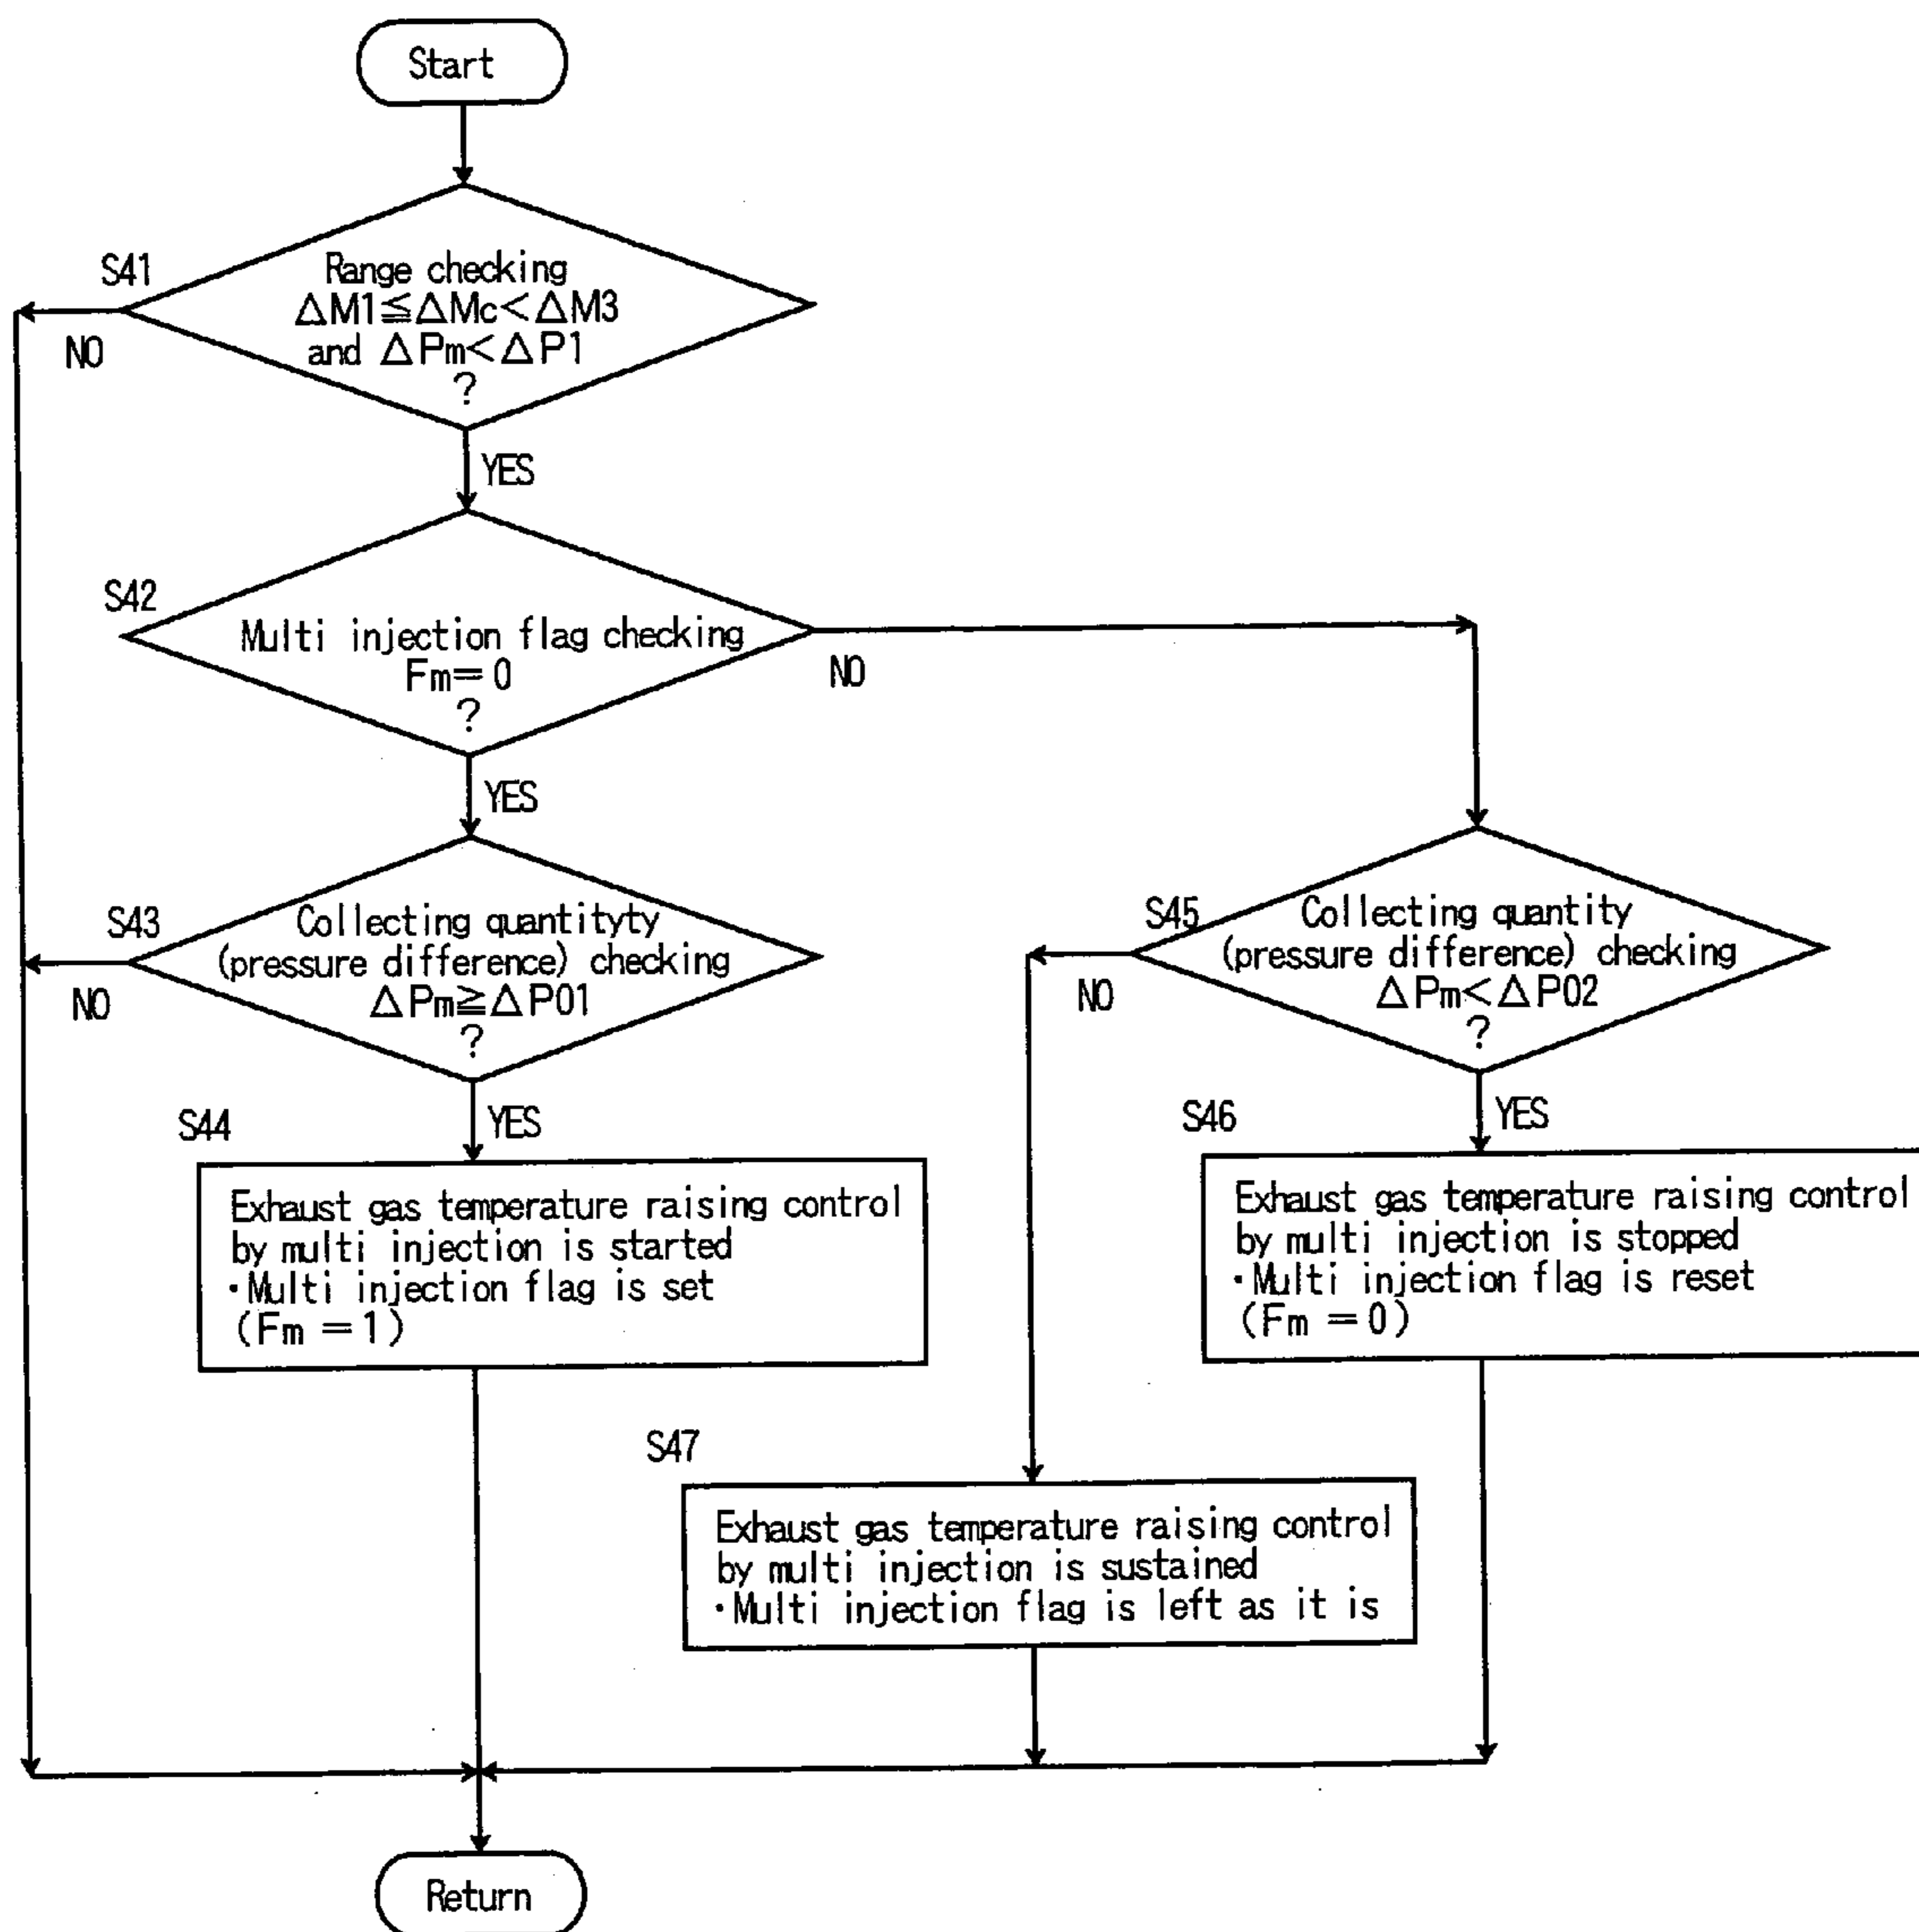 Start
S41
Range checking
ΔM1≦ΔMc<ΔM3
and ΔPm<ΔP1
?
NO
YES
S42
Multi injection flag checking
Fm=0
?
NO
YES
S43
Collecting quantityty
(pressure difference) checking
ΔPm≧ΔP01
?
NO
YES
S45
Collecting quantity
(pressure difference) checking
ΔPm<ΔP02
?
NO
YES
S44
Exhaust gas temperature raising control
by multi injection is started
・Multi injection flag is set
(Fm =1)
S46
Exhaust gas temperature raising control
by multi injection is stopped
・Multi injection flag is reset
(Fm =0)
S47
Exhaust gas temperature raising control
by multi injection is sustained
・Multi injection flag is left as it is
Return